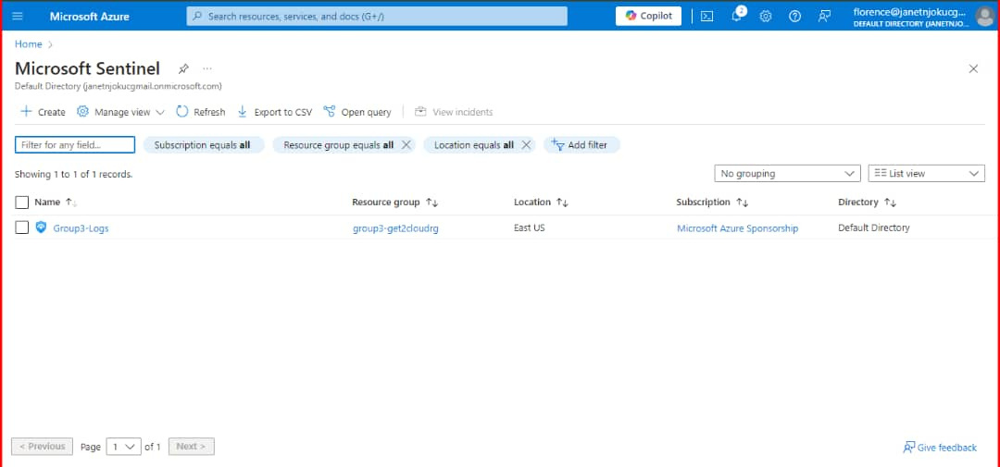 Microsoft Azure
Search resources, services, and docs (G+/)
Copilot
2
florence@janetnjokucg...
DEFAULT DIRECTORY (JANETNJO...
Home >
Microsoft Sentinel
Default Directory (janetnjokucgmail.onmicrosoft.com)
+ Create Manage view Refresh Export to CSV Open query View incidents
Filter for any field... Subscription equals all Resource group equals all Location equals all Add filter
Showing 1 to 1 of 1 records. No grouping List view
Name ↑↓ Resource group ↑↓ Location ↑↓ Subscription ↑↓ Directory ↑↓
Group3-Logs group3-get2cloudrg East US Microsoft Azure Sponsorship Default Directory
< Previous Page 1 of 1 Next > Give feedback